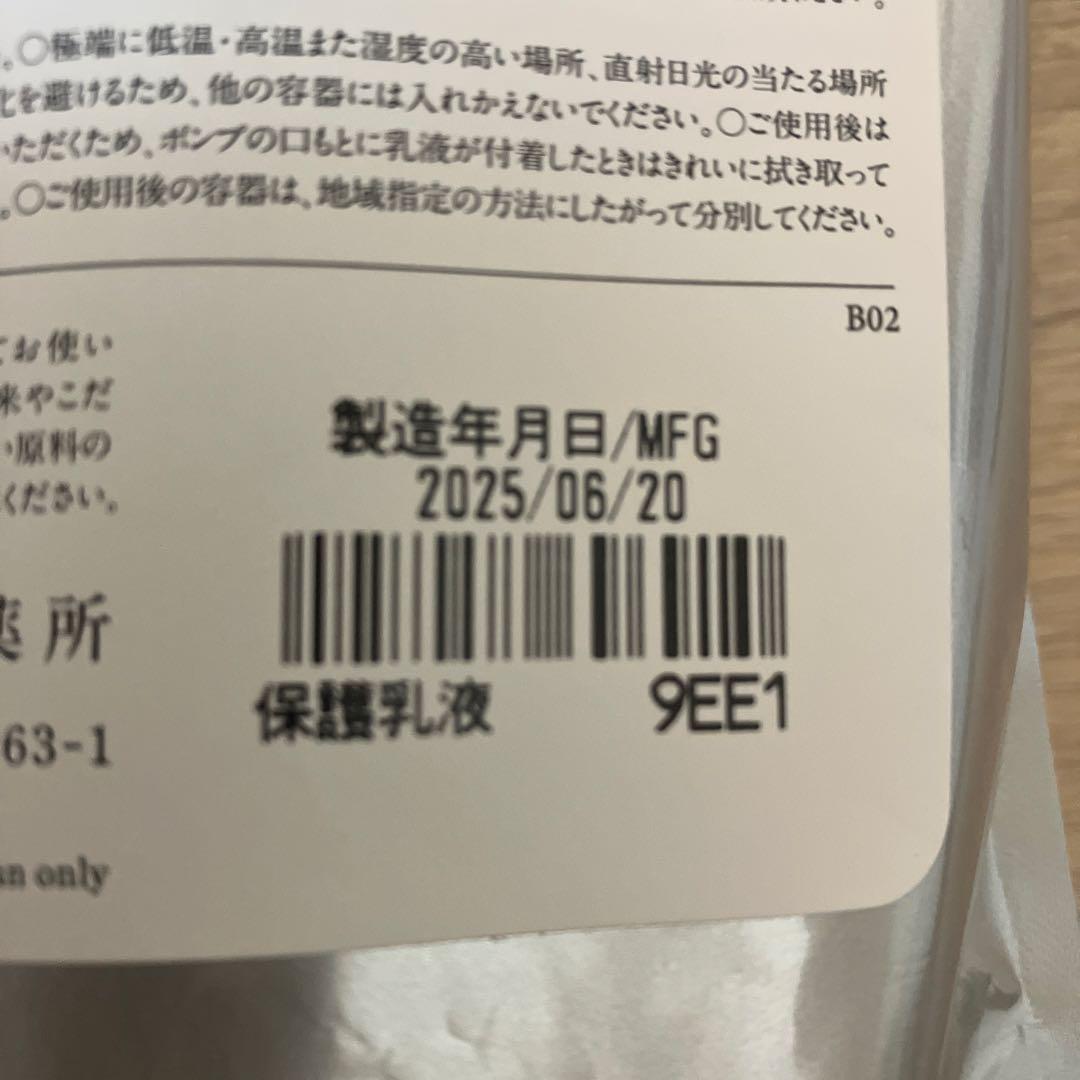 。○極端に低温・高温また湿度の高い場所、直射日光の当たる場所
化を避けるため、他の容器には入れかえないでください。○ご使用後は
いただくため、ポンプの口もとに乳液が付着したときはきれいに拭き取って
。○ご使用後の容器は、地域指定の方法にしたがって分別してください。
B02
てお使い
来やこだ
い原料の
ください。
製造年月日/MFG
2025/06/20
保護乳液 9EE1
薬所
63-1
an only